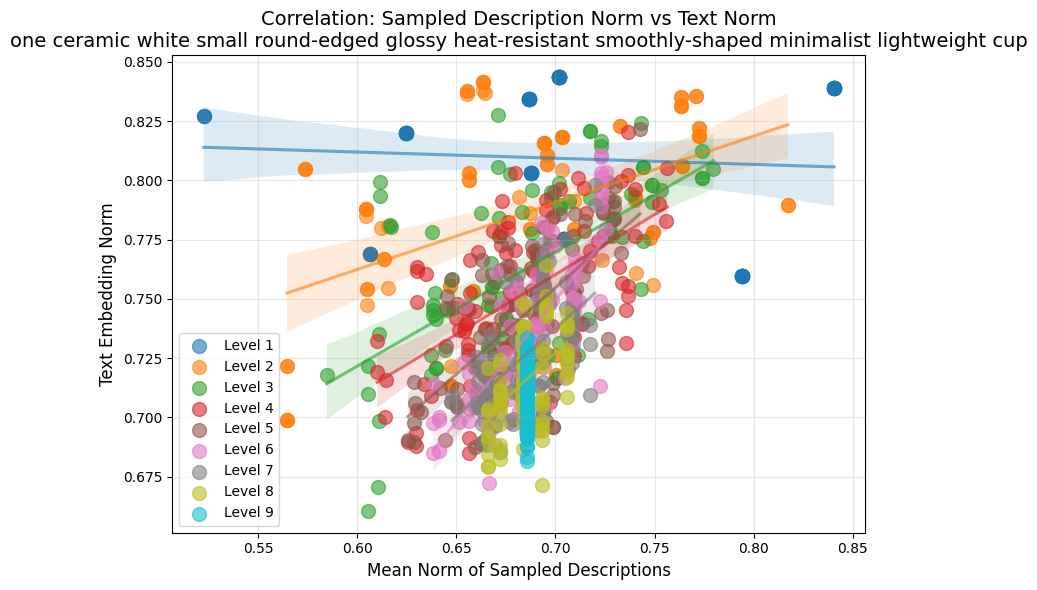 Correlation: Sampled Description Norm vs Text Norm
one ceramic white small round-edged glossy heat-resistant smoothly-shaped minimalist lightweight cup
Text Embedding Norm
0.850
0.825
0.800
0.775
0.750
0.725
0.700
0.675
Level 1
Level 2
Level 3
Level 4
Level 5
Level 6
Level 7
Level 8
Level 9
0.55
0.60
0.65
0.70
0.75
0.80
0.85
Mean Norm of Sampled Descriptions